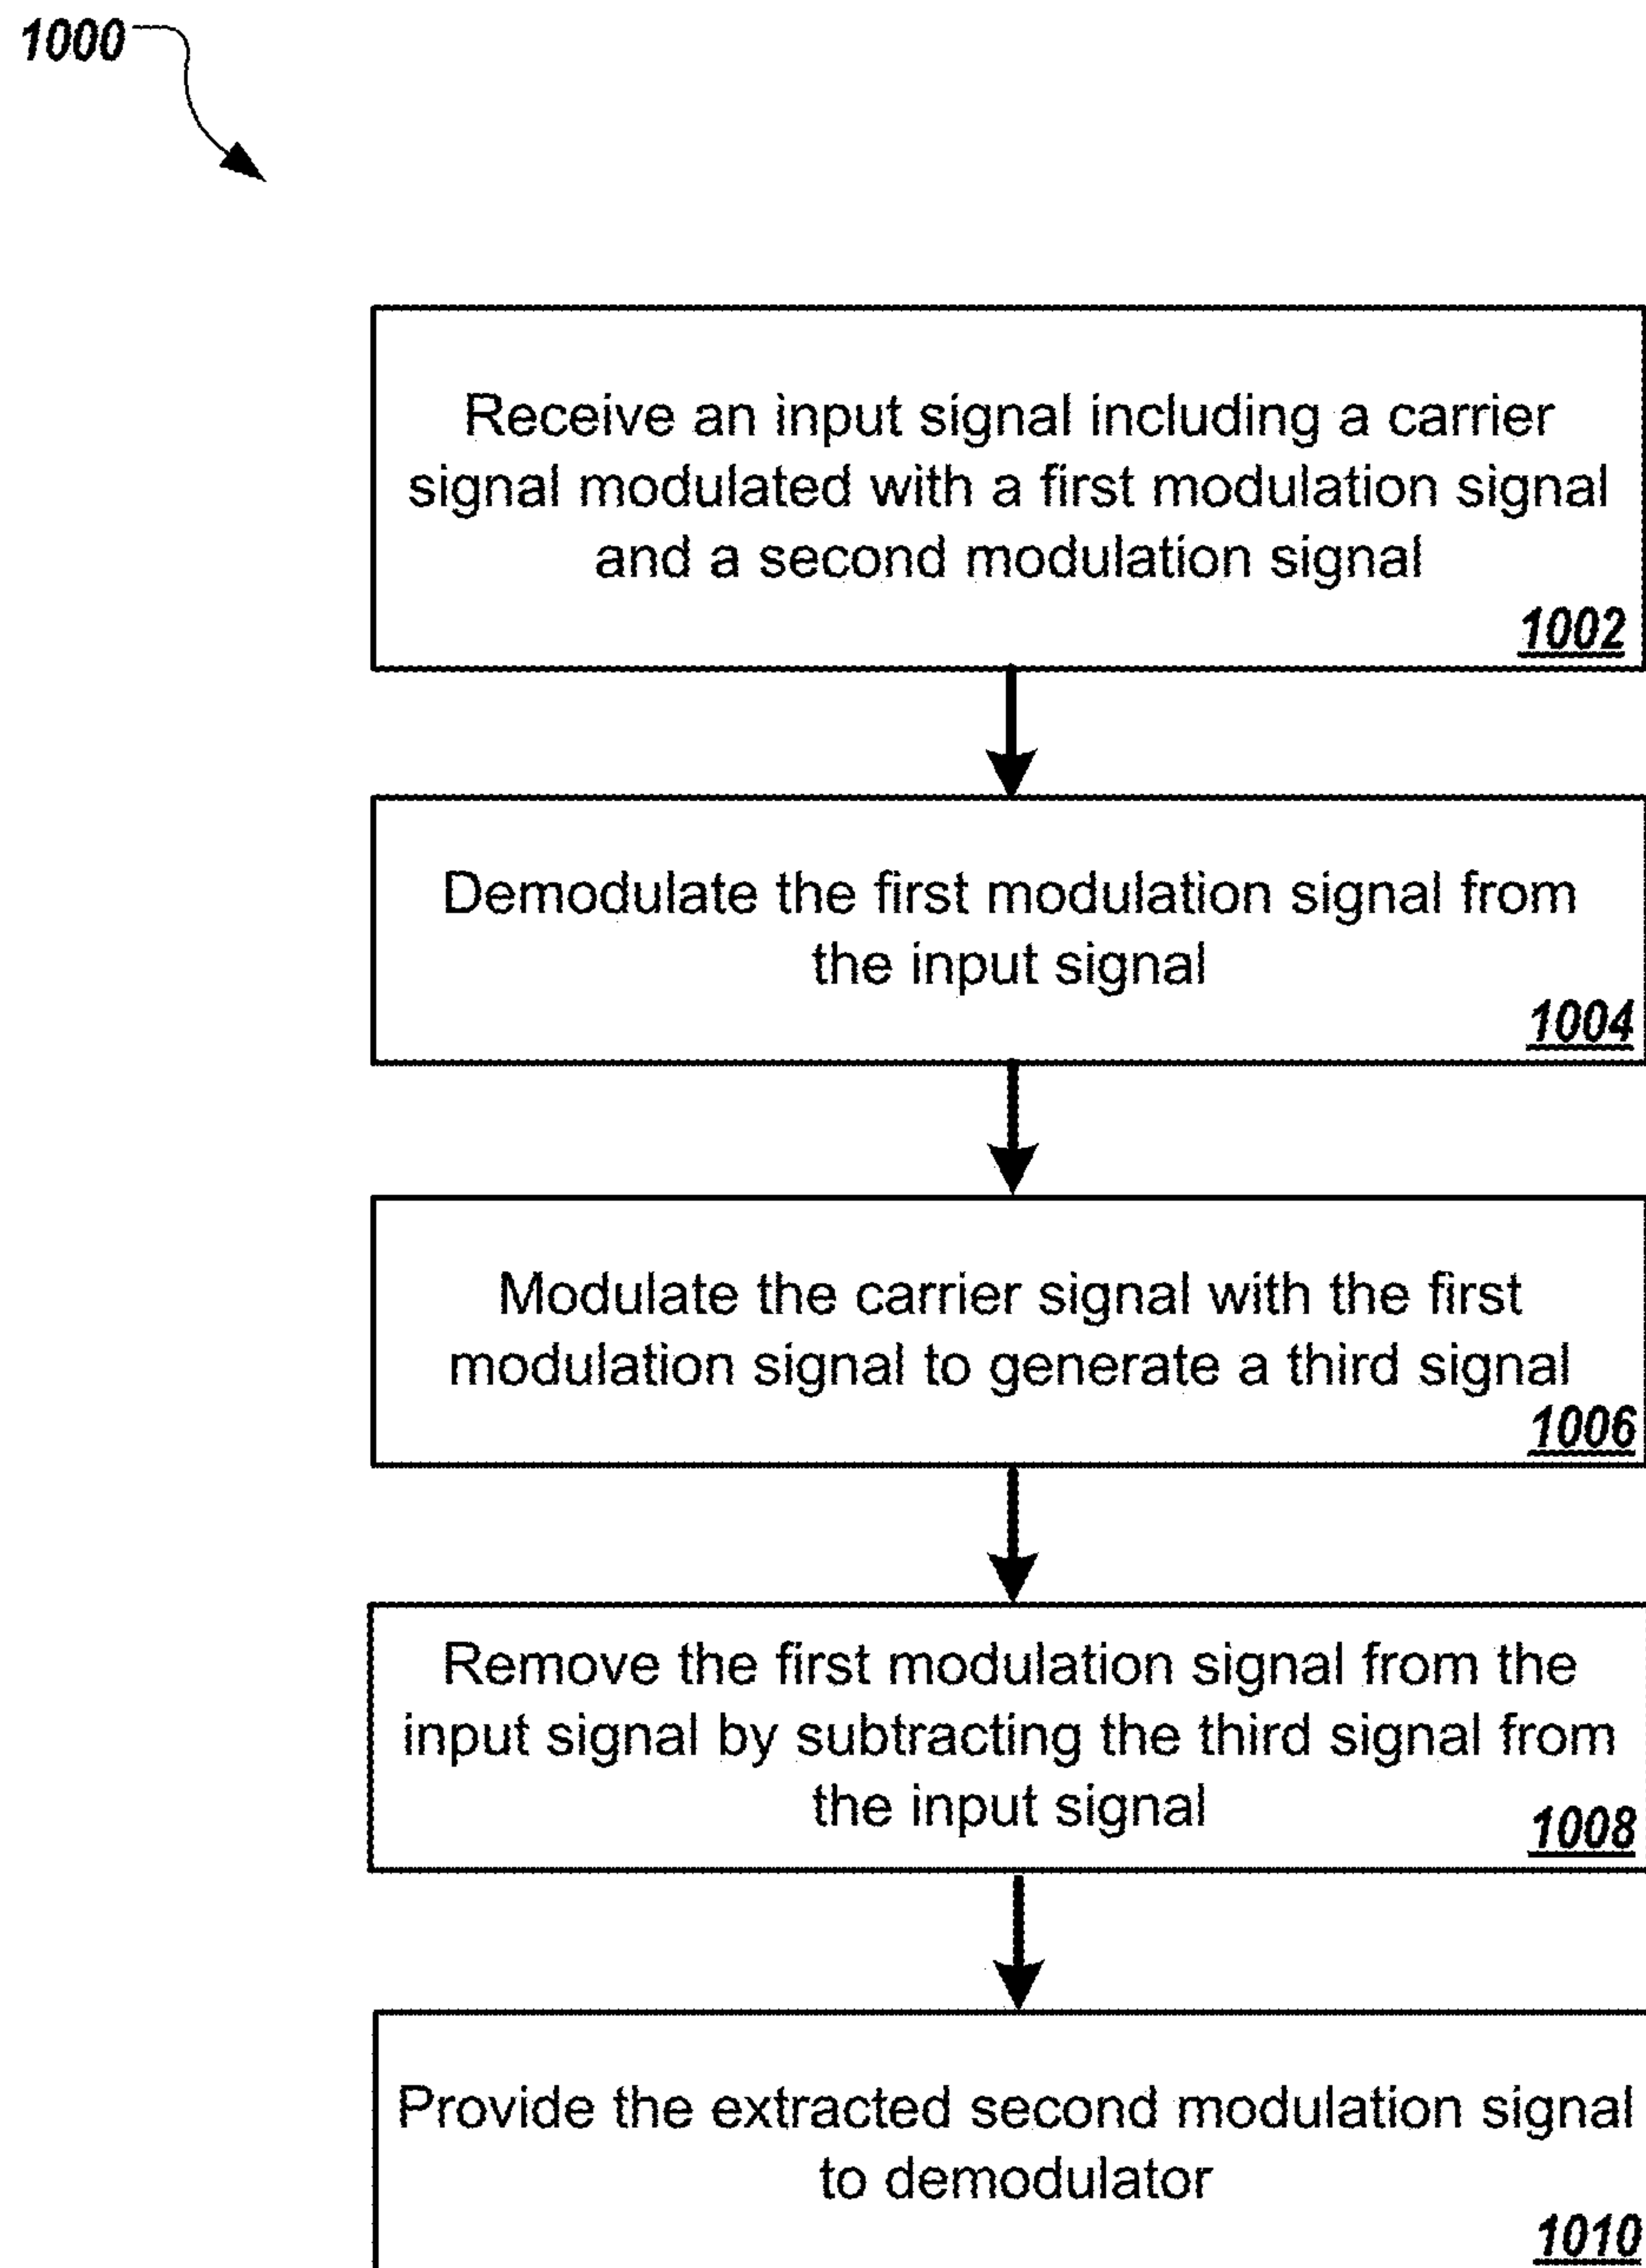 1000
Receive an input signal including a carrier
signal modulated with a first modulation signal
and a second modulation signal
1002
Demodulate the first modulation signal from
the input signal
1004
Modulate the carrier signal with the first
modulation signal to generate a third signal
1006
Remove the first modulation signal from the
input signal by subtracting the third signal from
the input signal
1008
Provide the extracted second modulation signal
to demodulator
1010